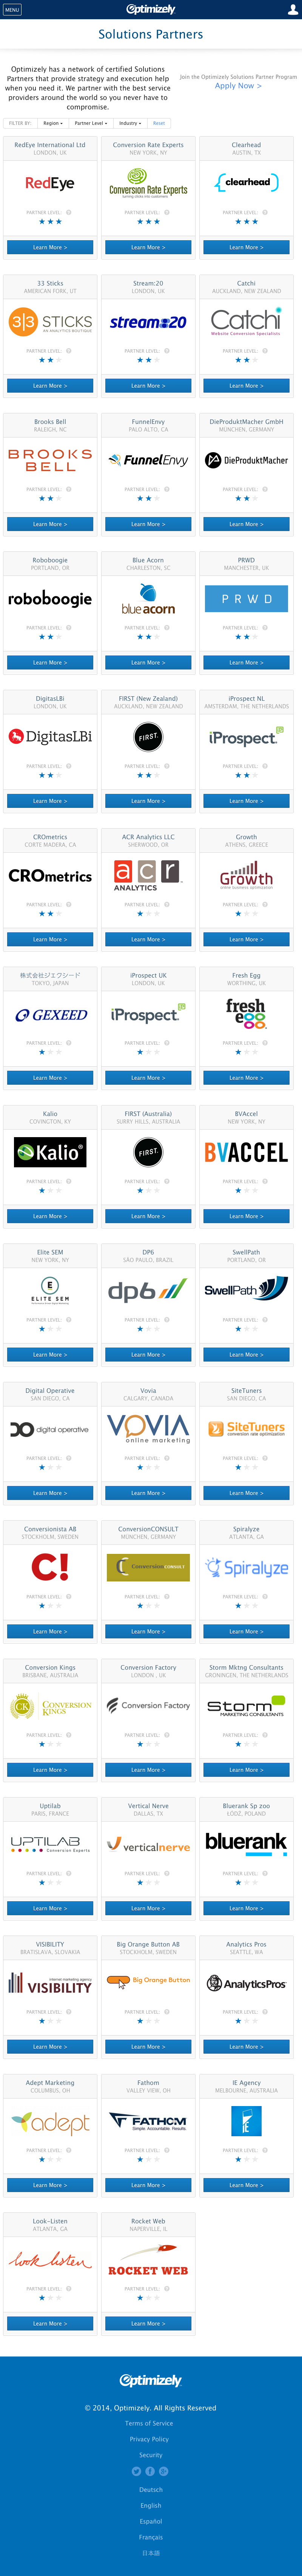 MENU
Optimizely
Solutions Partners
Optimizely has a network of certified Solutions
Partners that provide strategy and execution help
when you need it. We partner with the best service
providers around the world so you never have to
compromise.
Join the Optimizely Solutions Partner Program
Apply Now >
FILTER BY: Region Partner Level Industry Reset
RedEye International Ltd
LONDON, UK
RedEye
PARTNER LEVEL:
Learn More >
Conversion Rate Experts
NEW YORK, NY
Conversion Rate Experts
PARTNER LEVEL:
Learn More >
Clearhead
AUSTIN, TX
clearhead
PARTNER LEVEL:
Learn More >
33 Sticks
AMERICAN FORK, UT
33 STICKS
AN ANALYTICS BOUTIQUE
PARTNER LEVEL:
Learn More >
Stream:20
LONDON, UK
stream:20
PARTNER LEVEL:
Learn More >
Catchi
AUCKLAND, NEW ZEALAND
Catchi
Website Conversion Specialists
PARTNER LEVEL:
Learn More >
Brooks Bell
RALEIGH, NC
BROOKS
BELL
PARTNER LEVEL:
Learn More >
FunnelEnvy
PALO ALTO, CA
FunnelEnvy
PARTNER LEVEL:
Learn More >
DieProduktMacher GmbH
MÜNCHEN, GERMANY
DieProduktMacher
PARTNER LEVEL:
Learn More >
Roboboogie
PORTLAND, OR
roboboogie
PARTNER LEVEL:
Learn More >
Blue Acorn
CHARLESTON, SC
blue acorn
PARTNER LEVEL:
Learn More >
PRWD
MANCHESTER, UK
PRWD
PARTNER LEVEL:
Learn More >
DigitasLBi
LONDON, UK
DigitasLBi
PARTNER LEVEL:
Learn More >
FIRST (New Zealand)
AUCKLAND, NEW ZEALAND
FIRST.
PARTNER LEVEL:
Learn More >
iProspect NL
AMSTERDAM, THE NETHERLANDS
iProspect.
PARTNER LEVEL:
Learn More >
CROmetrics
CORTE MADERA, CA
CROmetrics
PARTNER LEVEL:
Learn More >
ACR Analytics LLC
SHERWOOD, OR
acr
ANALYTICS
PARTNER LEVEL:
Learn More >
Growth
ATHENS, GREECE
Growth
online business optimization
PARTNER LEVEL:
Learn More >
株式会社ジエクシード
TOKYO, JAPAN
GEXEED
PARTNER LEVEL:
Learn More >
iProspect UK
LONDON, UK
iProspect.
PARTNER LEVEL:
Learn More >
Fresh Egg
WORTHING, UK
fresh
egg.
PARTNER LEVEL:
Learn More >
Kalio
COVINGTON, KY
Kalio®
PARTNER LEVEL:
Learn More >
FIRST (Australia)
SURRY HILLS, AUSTRALIA
FIRST.
PARTNER LEVEL:
Learn More >
BVAccel
NEW YORK, NY
BVACCEL
PARTNER LEVEL:
Learn More >
Elite SEM
NEW YORK, NY
E
ELITE SEM
PARTNER LEVEL:
Learn More >
DP6
SÃO PAULO, BRAZIL
dp6
PARTNER LEVEL:
Learn More >
SwellPath
PORTLAND, OR
SWELLPATH
PARTNER LEVEL:
Learn More >
Digital Operative
SAN DIEGO, CA
digital operative
PARTNER LEVEL:
Learn More >
Vovia
CALGARY, CANADA
VOVIA
online marketing
PARTNER LEVEL:
Learn More >
SiteTuners
SAN DIEGO, CA
SITETUNERS
conversion rate optimization
PARTNER LEVEL:
Learn More >
Conversionista AB
STOCKHOLM, SWEDEN
C!
PARTNER LEVEL:
Learn More >
ConversionCONSULT
MÜNCHEN, GERMANY
Conversion CONSULT
PARTNER LEVEL:
Learn More >
Spiralyze
ATLANTA, GA
Spiralyze
PARTNER LEVEL:
Learn More >
Conversion Kings
BRISBANE, AUSTRALIA
CK
CONVERSION
KINGS
PARTNER LEVEL:
Learn More >
Conversion Factory
LONDON , UK
Conversion Factory
PARTNER LEVEL:
Learn More >
Storm Mktng Consultants
GRONINGEN, THE NETHERLANDS
STORM
MARKETING CONSULTANTS
PARTNER LEVEL:
Learn More >
Uptilab
PARIS, FRANCE
UPTILAB
Conversion Experts
PARTNER LEVEL:
Learn More >
Vertical Nerve
DALLAS, TX
verticalnerve
PARTNER LEVEL:
Learn More >
Bluerank Sp zoo
ŁÓDŹ, POLAND
bluerank
PARTNER LEVEL:
Learn More >
VISIBILITY
BRATISLAVA, SLOVAKIA
internet marketing agency
VISIBILITY
PARTNER LEVEL:
Learn More >
Big Orange Button AB
STOCKHOLM, SWEDEN
Big Orange Button
PARTNER LEVEL:
Learn More >
Analytics Pros
SEATTLE, WA
AnalyticsPros
PARTNER LEVEL:
Learn More >
Adept Marketing
COLUMBUS, OH
adept
PARTNER LEVEL:
Learn More >
Fathom
VALLEY VIEW, OH
FATHOM
Simple. Accountable. Results.
PARTNER LEVEL:
Learn More >
IE Agency
MELBOURNE, AUSTRALIA
IE
PARTNER LEVEL:
Learn More >
Look-Listen
ATLANTA, GA
look listen
PARTNER LEVEL:
Learn More >
Rocket Web
NAPERVILLE, IL
ROCKET WEB
PARTNER LEVEL:
Learn More >
Optimizely
© 2014, Optimizely. All Rights Reserved
Terms of Service
Privacy Policy
Security
Deutsch
English
Español
Français
日本語